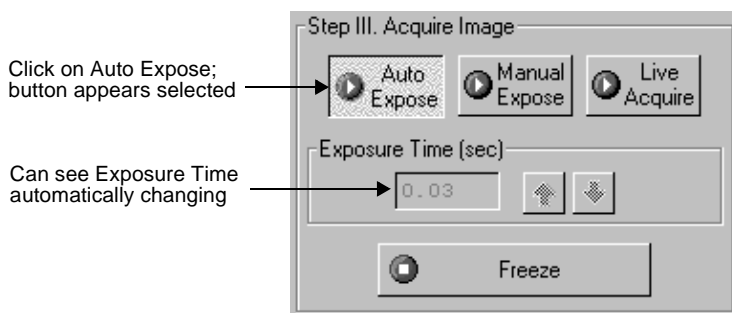 Step III. Acquire Image
Click on Auto Expose;
button appears selected
Auto
Expose
Manual
Expose
Live
Acquire
Exposure Time (sec)
Can see Exposure Time
automatically changing
0.03
Freeze